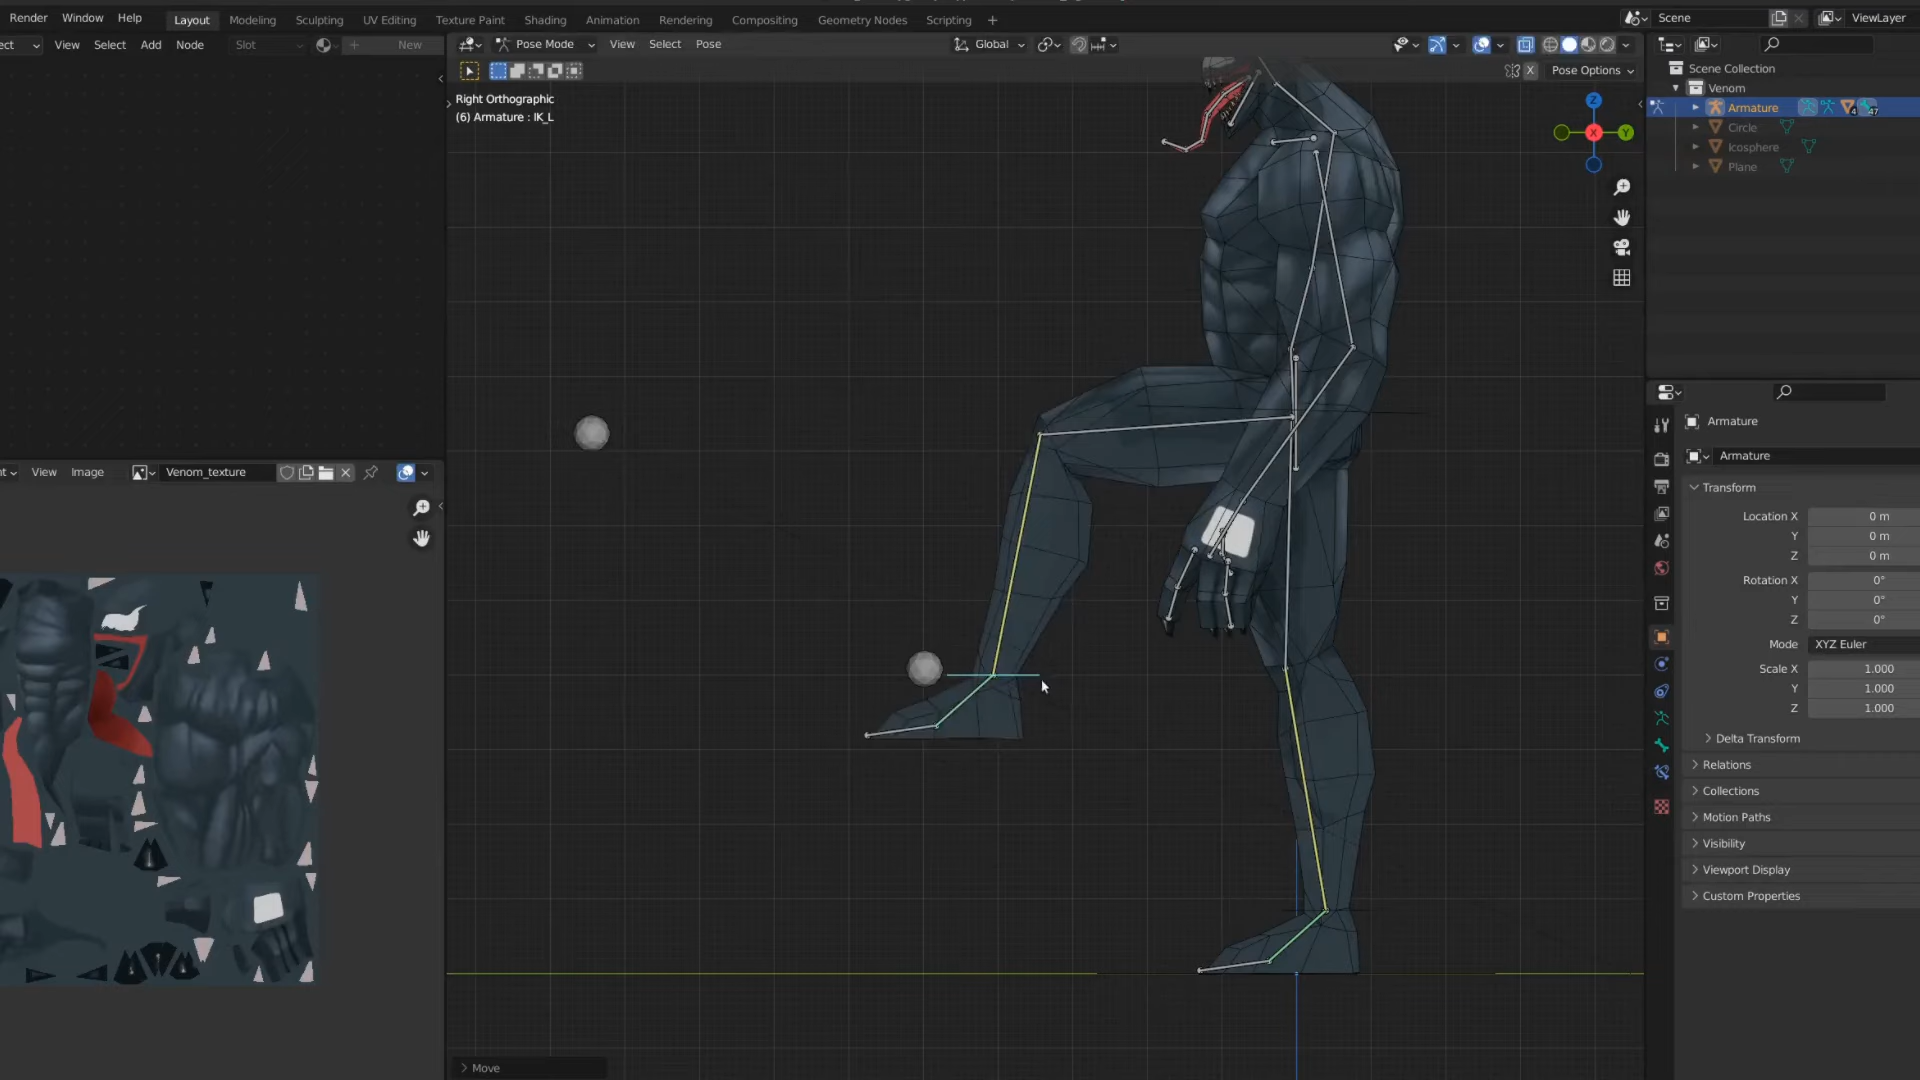 Render Window Help Layout Modeling Sculpting UV Editing Texture Paint Shading Animation Rendering Compositing Geometry Nodes Scripting + Scene ViewLayer
ect View Select Add Node Slot New
Pose Mode View Select Pose Global
X Pose Options
Right Orthographic
(6) Armature : IK_L
Z
X
Y
Scene Collection
Venom
Armature 4 47
Circle
Icosphere
Plane
Armature
Armature
Transform
Location X 0 m
Y 0 m
Z 0 m
Rotation X 0°
Y 0°
Z 0°
Mode XYZ Euler
Scale X 1.000
Y 1.000
Z 1.000
Delta Transform
Relations
Collections
Motion Paths
Visibility
Viewport Display
Custom Properties
View Image Venom_texture
Move